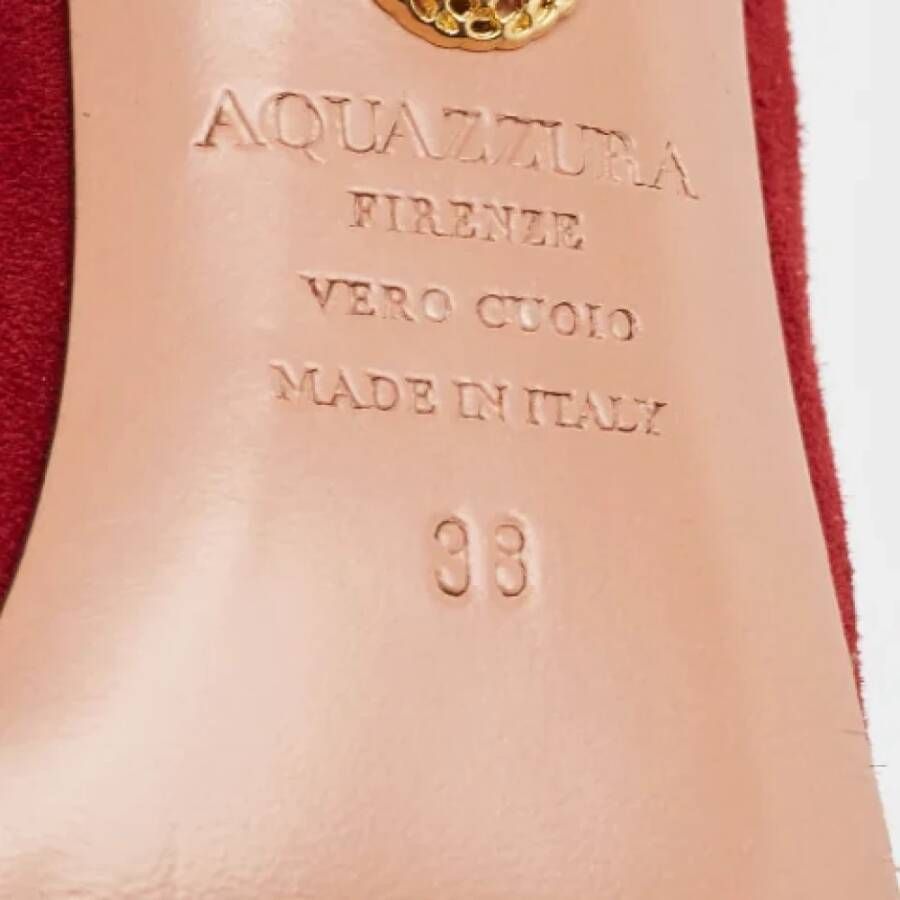 AQUAZZURA
FIRENZE
VERO CUOIO
MADE IN ITALY
38